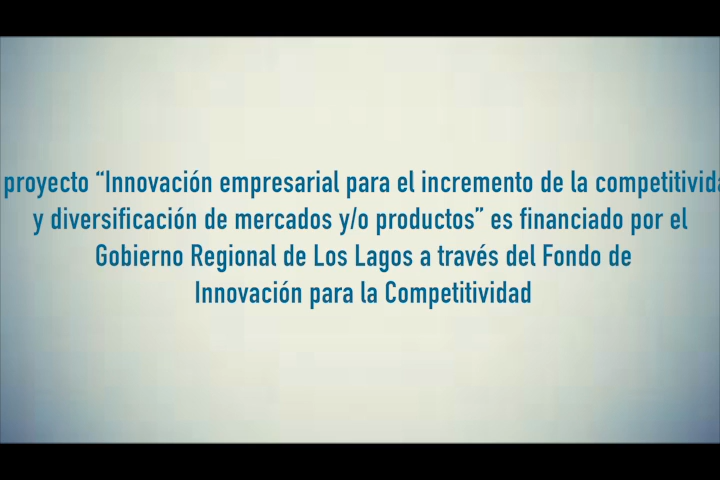 proyecto “Innovación empresarial para el incremento de la competitivida
y diversificación de mercados y/o productos” es financiado por el
Gobierno Regional de Los Lagos a través del Fondo de
Innovación para la Competitividad